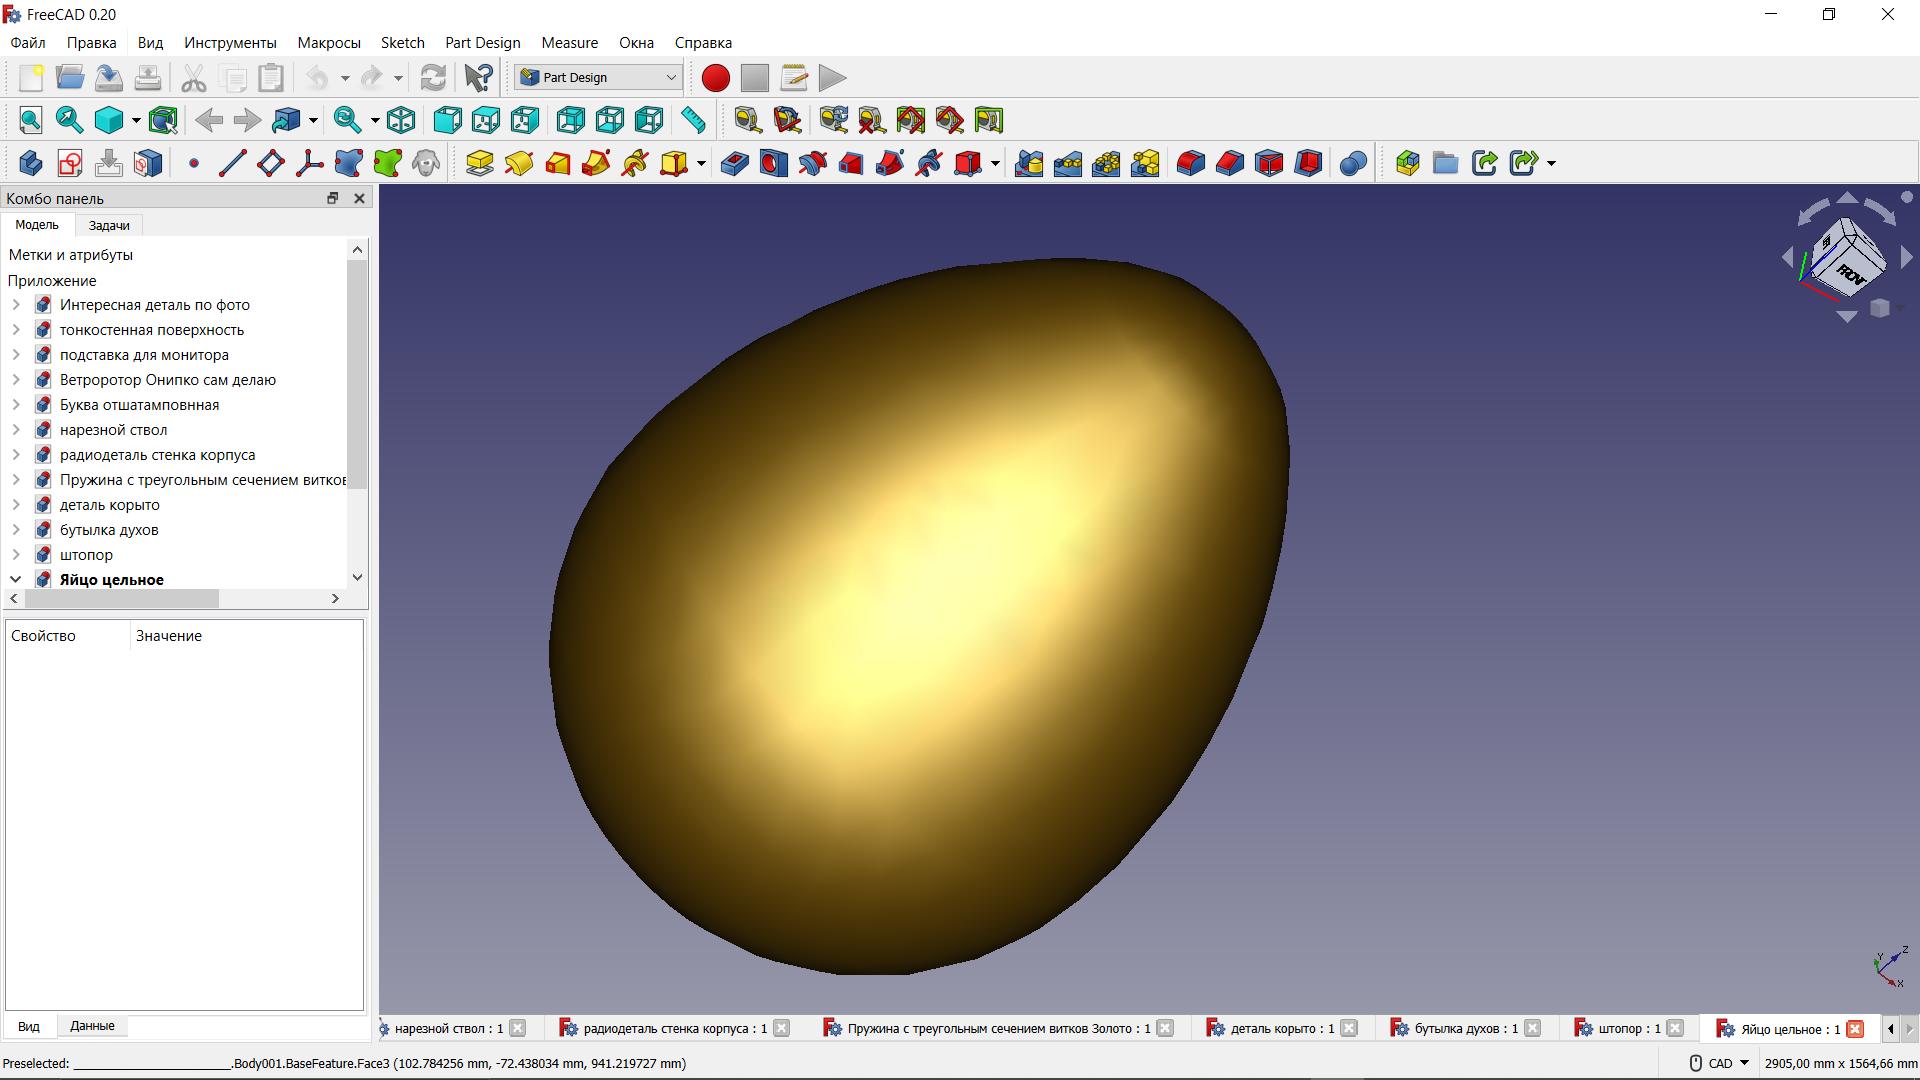 FreeCAD 0.20
Файл Правка Вид Инструменты Макросы Sketch Part Design Measure Окна Справка
Part Design
Комбо панель
Модель Задачи
Метки и атрибуты
Приложение
Интересная деталь по фото
тонкостенная поверхность
подставка для монитора
Ветроротор Онипко сам делаю
Буква отшатамповнная
нарезной ствол
радиодеталь стенка корпуса
Пружина с треугольным сечением витков
деталь корыто
бутылка духов
штопор
Яйцо цельное
Свойство Значение
FRONT
Y Z
X
Вид Данные
нарезной ствол : 1 радиодеталь стенка корпуса : 1 Пружина с треугольным сечением витков Золото : 1 деталь корыто : 1 бутылка духов : 1 штопор : 1 Яйцо цельное : 1
Preselected: _________________________.Body001.BaseFeature.Face3 (102.784256 mm, -72.438034 mm, 941.219727 mm) CAD 2905,00 mm x 1564,66 mm